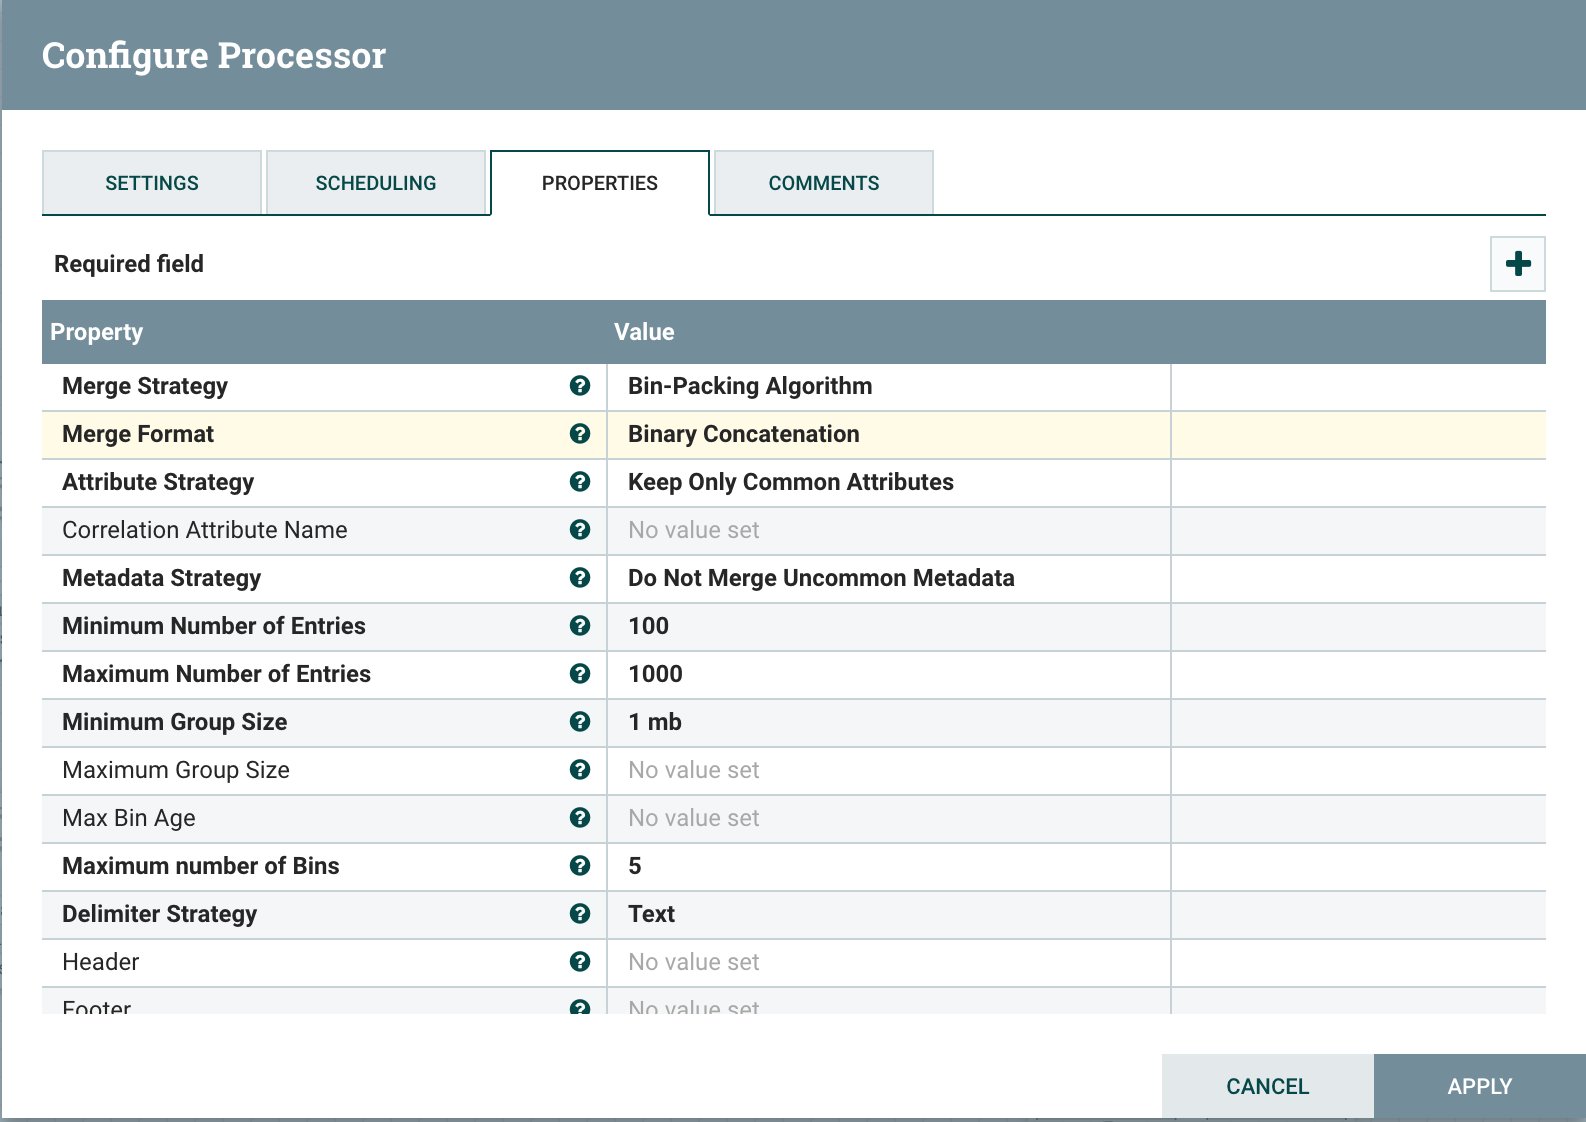 Configure Processor
SETTINGS SCHEDULING PROPERTIES COMMENTS
Required field
Property Value
Merge Strategy Bin-Packing Algorithm
Merge Format Binary Concatenation
Attribute Strategy Keep Only Common Attributes
Correlation Attribute Name No value set
Metadata Strategy Do Not Merge Uncommon Metadata
Minimum Number of Entries 100
Maximum Number of Entries 1000
Minimum Group Size 1 mb
Maximum Group Size No value set
Max Bin Age No value set
Maximum number of Bins 5
Delimiter Strategy Text
Header No value set
Footer No value set
CANCEL APPLY